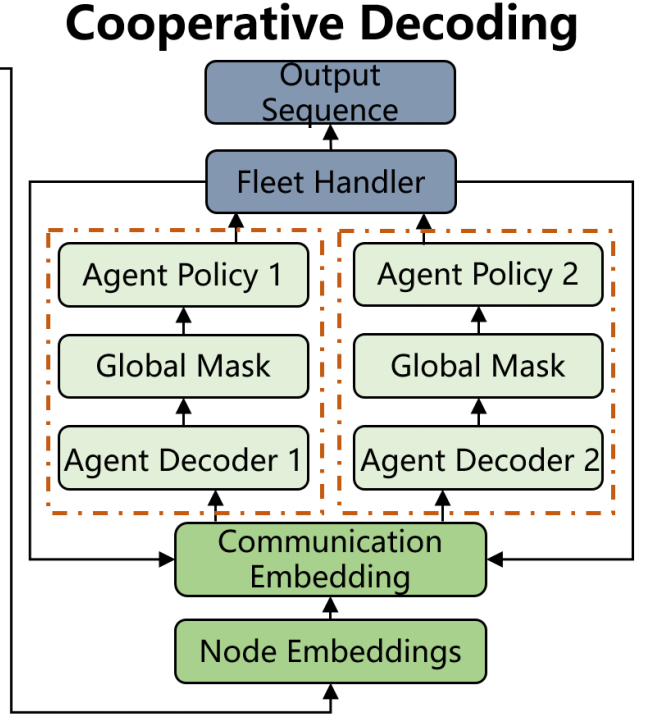 Cooperative Decoding
Output
Sequence
Fleet Handler
Agent Policy 1
Agent Policy 2
Global Mask
Global Mask
Agent Decoder 1
Agent Decoder 2
Communication
Embedding
Node Embeddings